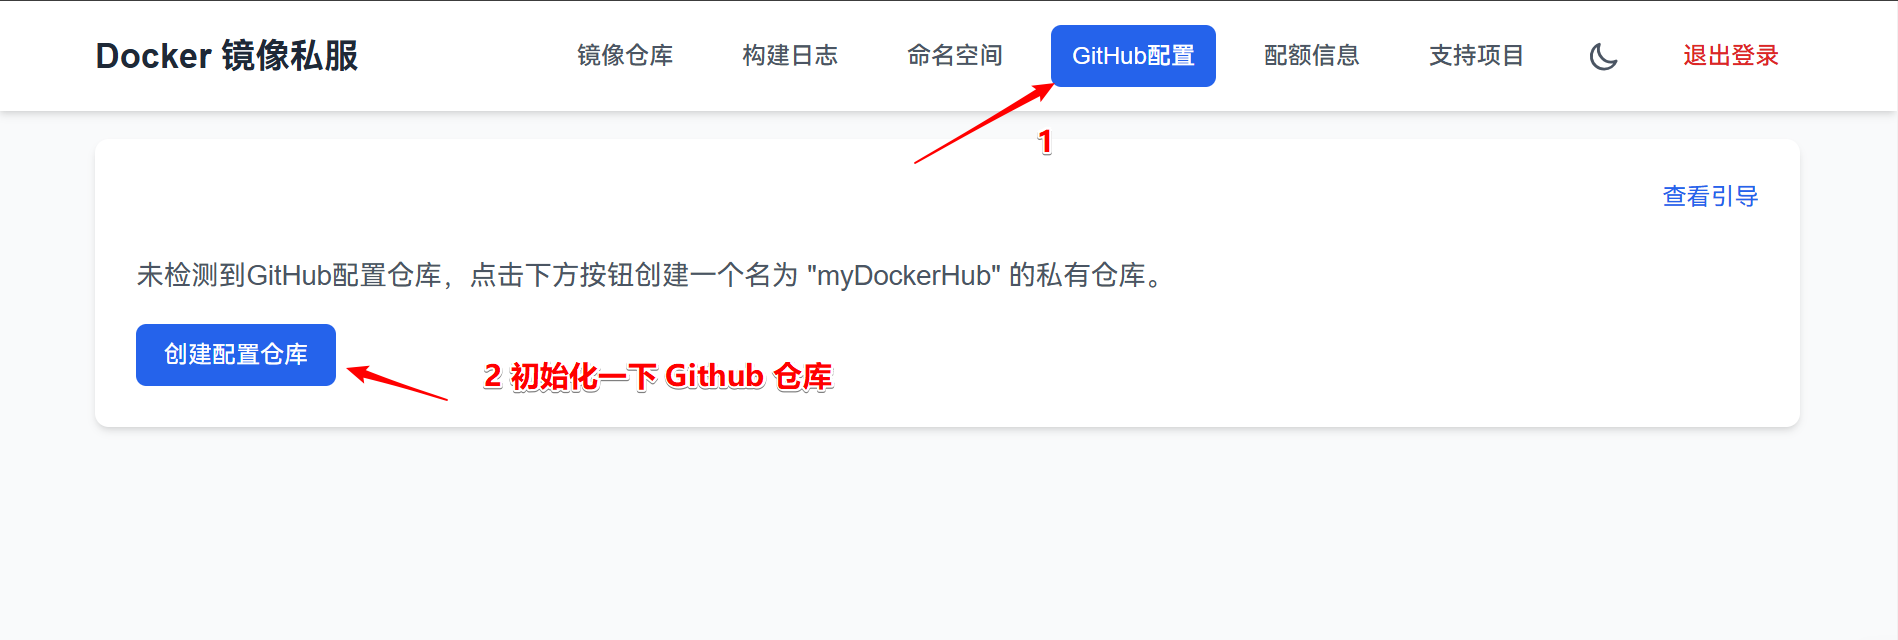 Docker 镜像私服
镜像仓库 构建日志 命名空间 GitHub配置 配额信息 支持项目 退出登录
1
查看引导
未检测到GitHub配置仓库，点击下方按钮创建一个名为 "myDockerHub" 的私有仓库。
创建配置仓库
2 初始化一下 Github 仓库